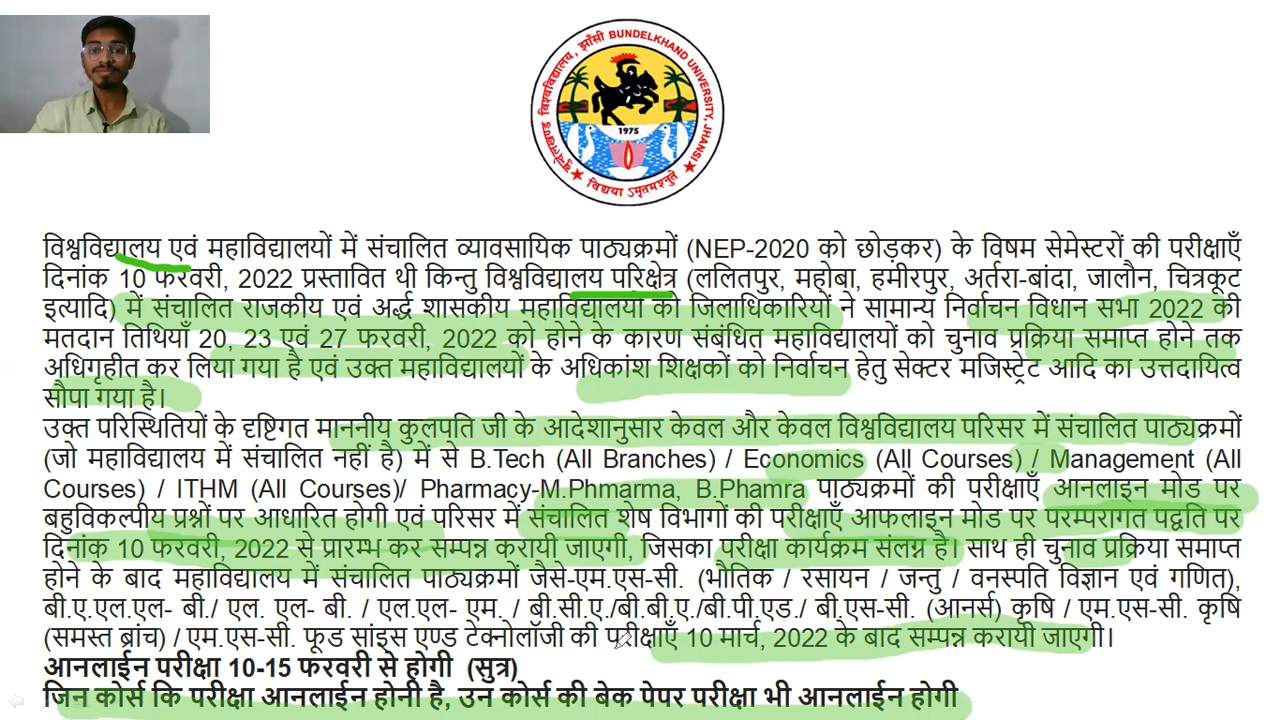 बुन्देलखण्ड विश्वविद्यालय, झाँसी BUNDELKHAND UNIVERSITY, JHANSI
1975
विद्यया ऽमृतमश्नुते
विश्वविद्यालय एवं महाविद्यालयों में संचालित व्यावसायिक पाठ्यक्रमों (NEP-2020 को छोड़कर) के विषम सेमेस्टरों की परीक्षाएँ
दिनांक 10 फरवरी, 2022 प्रस्तावित थी किन्तु विश्वविद्यालय परिक्षेत्र (ललितपुर, महोबा, हमीरपुर, अर्तरा-बांदा, जालौन, चित्रकूट
इत्यादि) में संचालित राजकीय एवं अर्द्ध शासकीय महाविद्यालयों को जिलाधिकारियों ने सामान्य निर्वाचन विधान सभा 2022 की
मतदान तिथियाँ 20, 23 एवं 27 फरवरी, 2022 को होने के कारण संबंधित महाविद्यालयों को चुनाव प्रक्रिया समाप्त होने तक
अधिगृहीत कर लिया गया है एवं उक्त महाविद्यालयों के अधिकांश शिक्षकों को निर्वाचन हेतु सेक्टर मजिस्ट्रेट आदि का उत्तदायित्व
सौपा गया है।
उक्त परिस्थितियों के दृष्टिगत माननीय कुलपति जी के आदेशानुसार केवल और केवल विश्वविद्यालय परिसर में संचालित पाठ्यक्रमों
(जो महाविद्यालय में संचालित नहीं है) में से B.Tech (All Branches) / Economics (All Courses) / Management (All
Courses) / ITHM (All Courses)/ Pharmacy-M.Phmarma, B.Phamra पाठ्यक्रमों की परीक्षाएँ आनलाइन मोड पर
बहुविकल्पीय प्रश्नों पर आधारित होगी एवं परिसर में संचालित शेष विभागों की परीक्षाएँ आफलाइन मोड पर परम्परागत पद्वति पर
दिनांक 10 फरवरी, 2022 से प्रारम्भ कर सम्पन्न करायी जाएगी, जिसका परीक्षा कार्यक्रम संलग्न है। साथ ही चुनाव प्रक्रिया समाप्त
होने के बाद महाविद्यालय में संचालित पाठ्यक्रमों जैसे-एम.एस-सी. (भौतिक / रसायन / जन्तु / वनस्पति विज्ञान एवं गणित),
बी.ए.एल.एल- बी./ एल. एल- बी. / एल.एल- एम. / बी.सी.ए./बी.बी.ए./बी.पी.एड./ बी.एस-सी. (आनर्स) कृषि / एम.एस-सी. कृषि
(समस्त ब्रांच) / एम.एस-सी. फूड सांइस एण्ड टेक्नोलॉजी की परीक्षाएँ 10 मार्च, 2022 के बाद सम्पन्न करायी जाएगी।
आनलाईन परीक्षा 10-15 फरवरी से होगी (सुत्र)
जिन कोर्स कि परीक्षा आनलाईन होनी है, उन कोर्स की बेक पेपर परीक्षा भी आनलाईन होगी